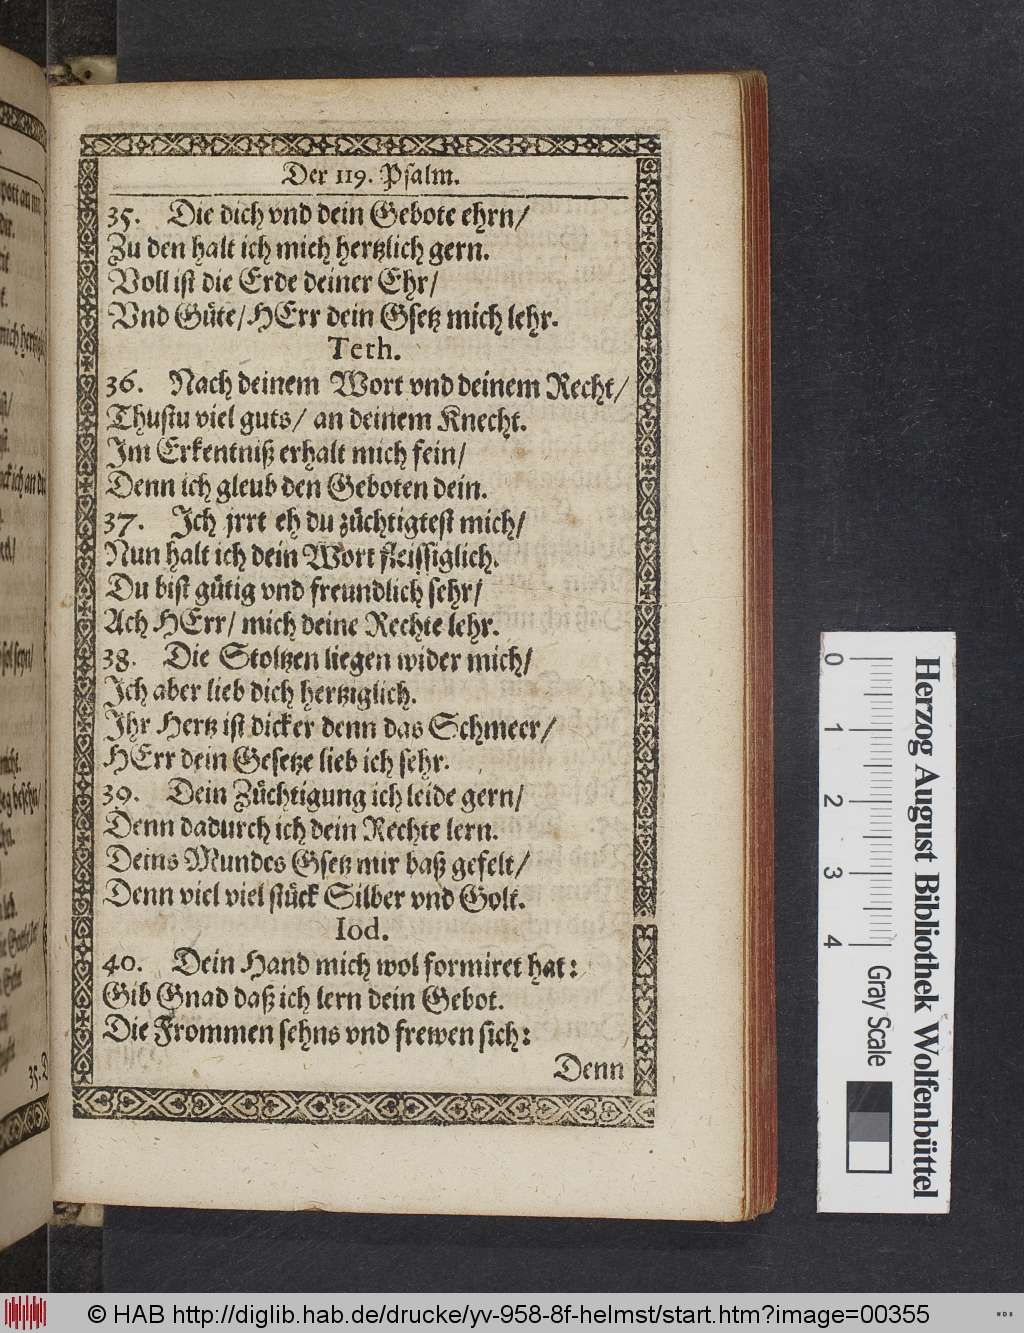 Der 119. Psalm.
35. Die dich vnd dein Gebote ehrn/
Zu den halt ich mich hertzlich gern.
Voll ist die Erde deiner Ehr/
Vnd Güte/ HErr dein Gsetz mich lehr.
Teth.
36. Nach deinem Wort vnd deinem Recht/
Thustu viel guts/ an deinem Knecht.
Im Erkentniß erhalt mich fein/
Denn ich gleub den Geboten dein.
37. Ich jrrt eh du züchtigtest mich/
Nun halt ich dein Wort fleissiglich.
Du bist gütig vnd freundlich sehr/
Ach HErr/ mich deine Rechte lehr.
38. Die Stoltzen liegen wider mich/
Ich aber lieb dich hertziglich.
Ihr Hertz ist dicker denn das Schmeer/
HErr dein Gesetze lieb ich sehr.
39. Dein Züchtigung ich leide gern/
Denn dadurch ich dein Rechte lern.
Deins Mundes Gsetz mir baß gefelt/
Denn viel viel stück Silber vnd Golt.
Iod.
40. Dein Hand mich wol formiret hat:
Gib Gnad daß ich lern dein Gebot.
Die Frommen sehns vnd frewen sich:
Denn
35. D
0 1 2 3 4
Gray Scale
Herzog August Bibliothek Wolfenbüttel
© HAB http://diglib.hab.de/drucke/yv-958-8f-helmst/start.htm?image=00355